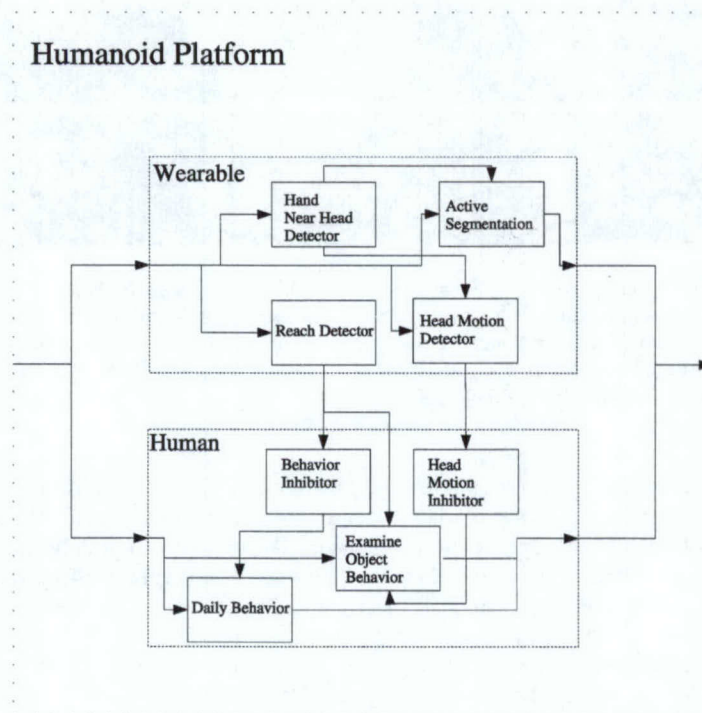 Humanoid Platform
Wearable
Hand
Near Head
Detector
Active
Segmentation
Reach Detector
Head Motion
Detector
Human
Behavior
Inhibitor
Head
Motion
Inhibitor
Examine
Object
Behavior
Daily Behavior